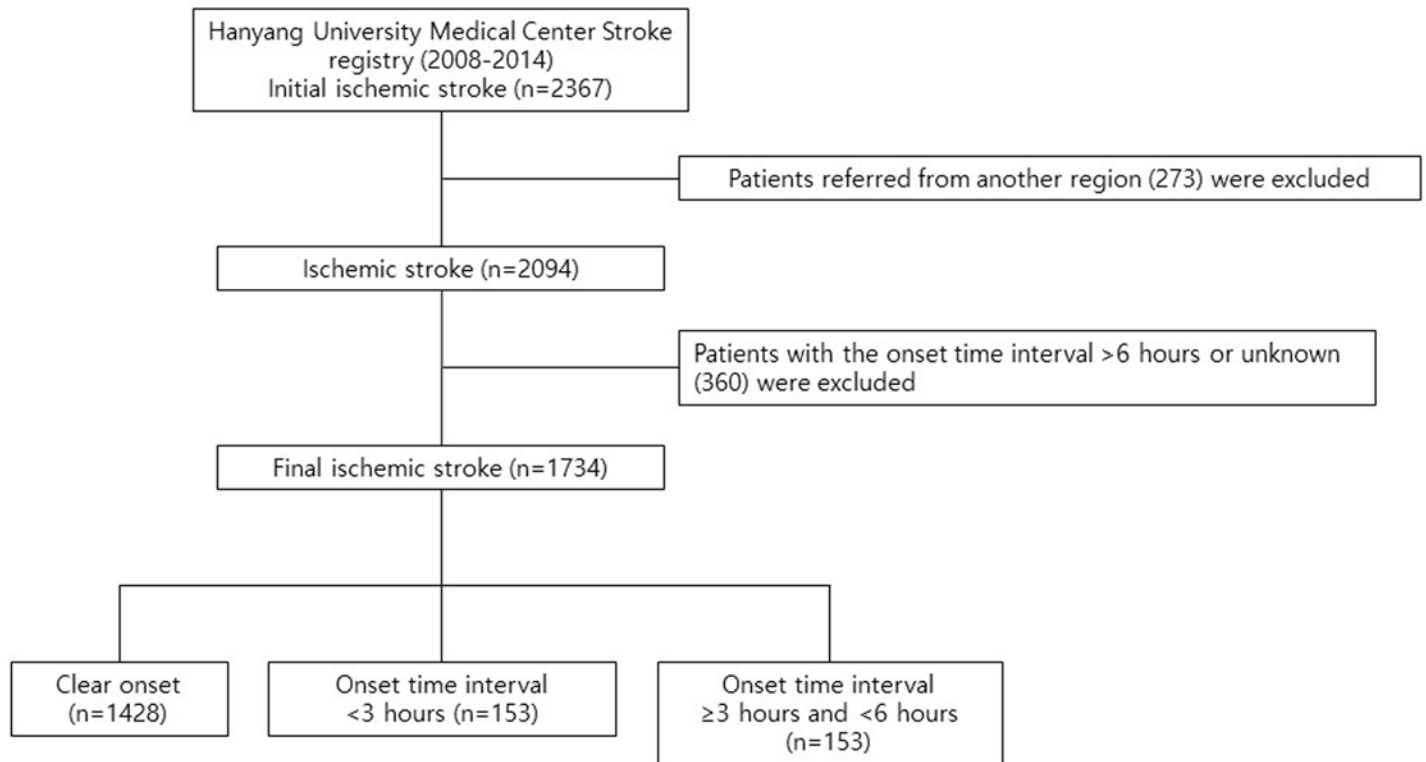 Hanyang University Medical Center Stroke
registry (2008-2014)
Initial ischemic stroke (n=2367)
Patients referred from another region (273) were excluded
Ischemic stroke (n=2094)
Patients with the onset time interval >6 hours or unknown
(360) were excluded
Final ischemic stroke (n=1734)
Clear onset
(n=1428)
Onset time interval
<3 hours (n=153)
Onset time interval
≥3 hours and <6 hours
(n=153)